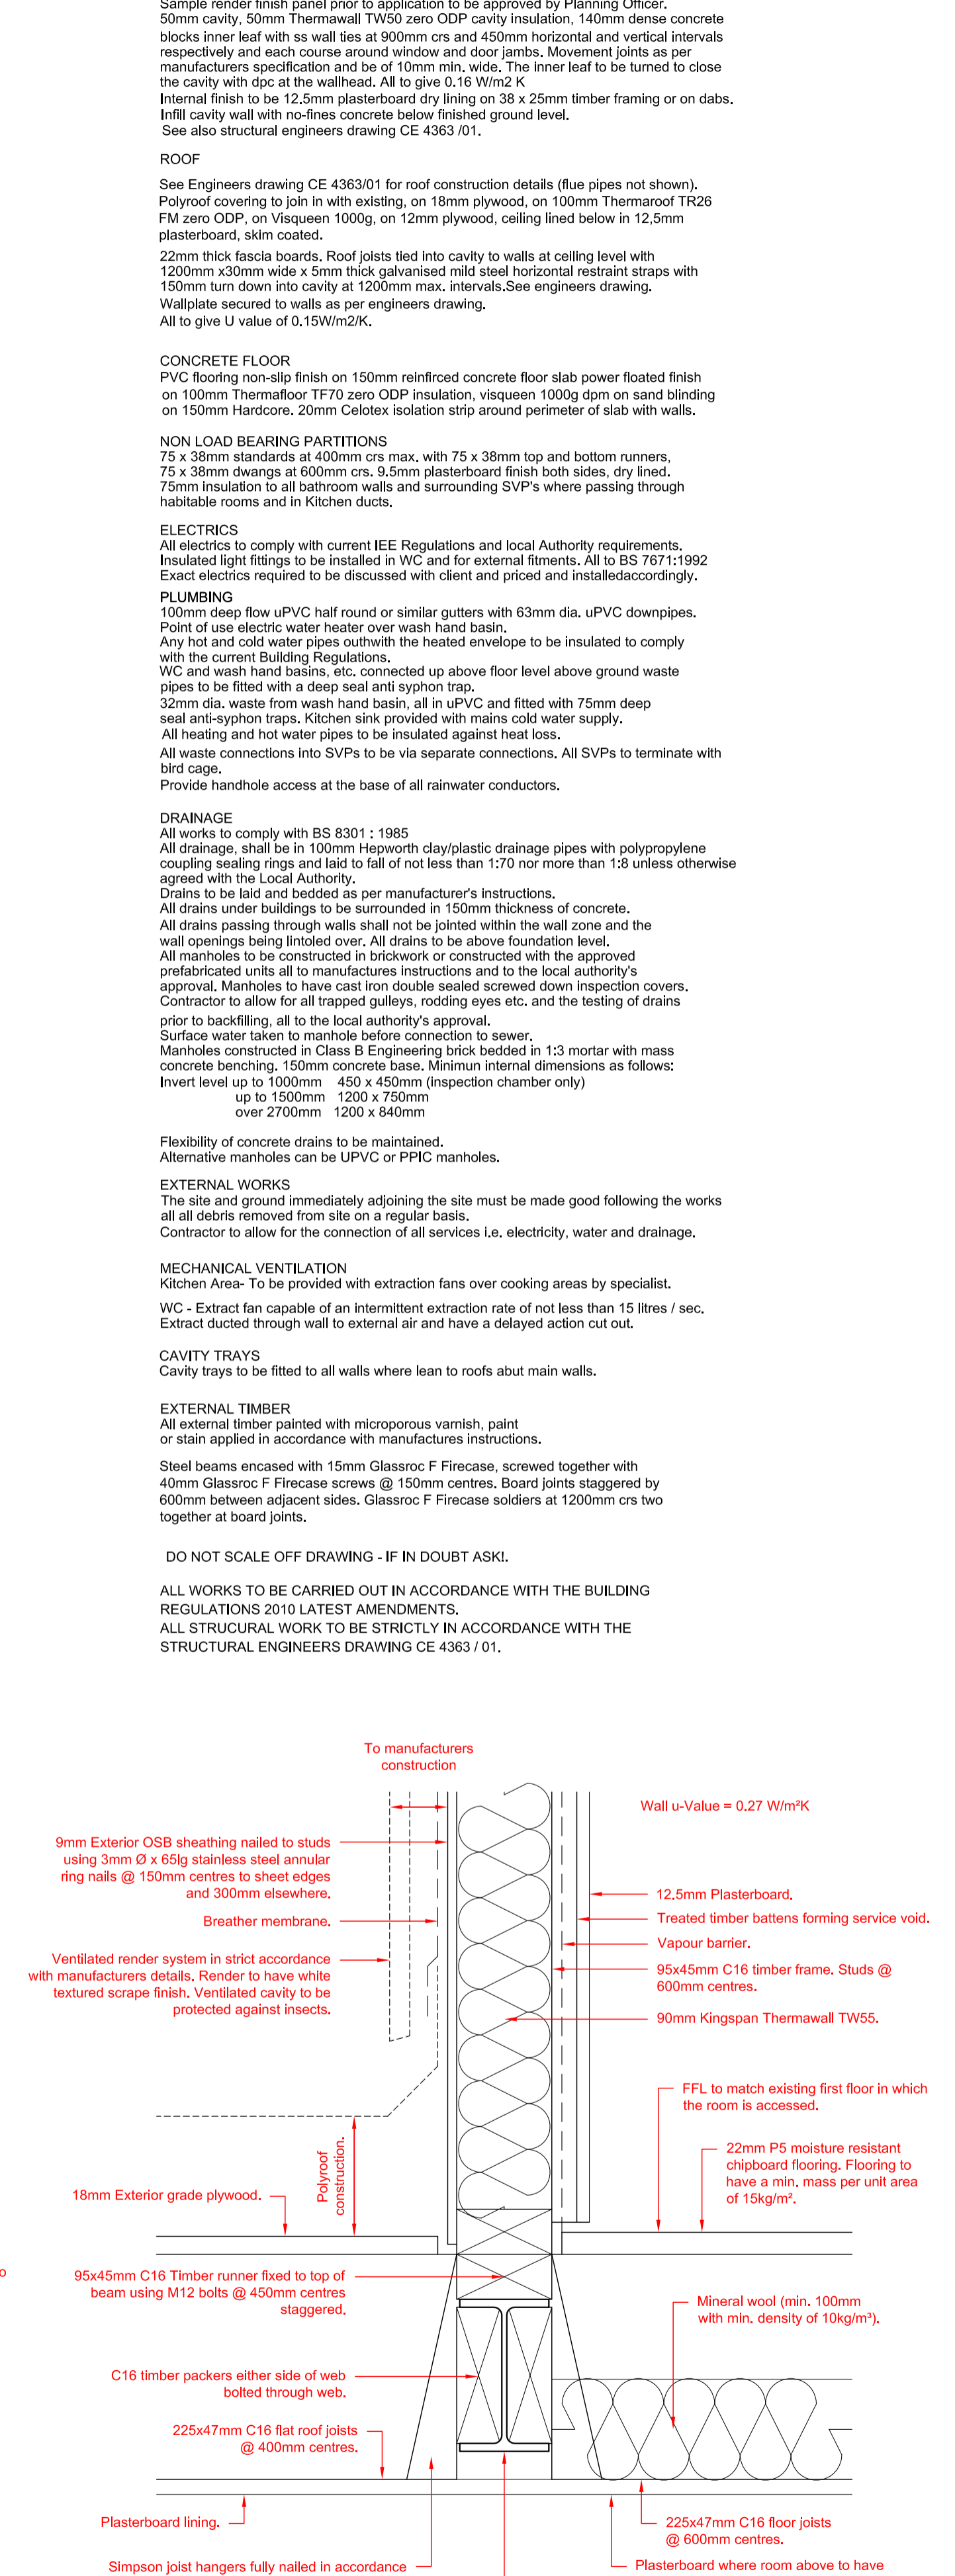 Sample render finish panel prior to application to be approved by Planning Officer.
50mm cavity, 50mm Thermawall TW50 zero ODP cavity insulation, 140mm dense concrete
blocks inner leaf with ss wall ties at 900mm crs and 450mm horizontal and vertical intervals
respectively and each course around window and door jambs. Movement joints as per
manufacturers specification and be of 10mm min. wide. The inner leaf to be turned to close
the cavity with dpc at the wallhead. All to give 0.16 W/m2 K
Internal finish to be 12.5mm plasterboard dry lining on 38 x 25mm timber framing or on dabs.
Infill cavity wall with no-fines concrete below finished ground level.
See also structural engineers drawing CE 4363 /01.
ROOF
See Engineers drawing CE 4363/01 for roof construction details (flue pipes not shown).
Polyroof covering to join in with existing, on 18mm plywood, on 100mm Thermaroof TR26
FM zero ODP, on Visqueen 1000g, on 12mm plywood, ceiling lined below in 12,5mm
plasterboard, skim coated.
22mm thick fascia boards. Roof joists tied into cavity to walls at ceiling level with
1200mm x30mm wide x 5mm thick galvanised mild steel horizontal restraint straps with
150mm turn down into cavity at 1200mm max. intervals.See engineers drawing.
Wallplate secured to walls as per engineers drawing.
All to give U value of 0.15W/m2/K.
CONCRETE FLOOR
PVC flooring non-slip finish on 150mm reinfirced concrete floor slab power floated finish
on 100mm Thermafloor TF70 zero ODP insulation, visqueen 1000g dpm on sand blinding
on 150mm Hardcore. 20mm Celotex isolation strip around perimeter of slab with walls.
NON LOAD BEARING PARTITIONS
75 x 38mm standards at 400mm crs max. with 75 x 38mm top and bottom runners,
75 x 38mm dwangs at 600mm crs. 9.5mm plasterboard finish both sides, dry lined.
75mm insulation to all bathroom walls and surrounding SVP's where passing through
habitable rooms and in Kitchen ducts.
ELECTRICS
All electrics to comply with current IEE Regulations and local Authority requirements.
Insulated light fittings to be installed in WC and for external fitments. All to BS 7671:1992
Exact electrics required to be discussed with client and priced and installedaccordingly.
PLUMBING
100mm deep flow uPVC half round or similar gutters with 63mm dia. uPVC downpipes.
Point of use electric water heater over wash hand basin.
Any hot and cold water pipes outhwith the heated envelope to be insulated to comply
with the current Building Regulations.
WC and wash hand basins, etc. connected up above floor level above ground waste
pipes to be fitted with a deep seal anti syphon trap.
32mm dia. waste from wash hand basin, all in uPVC and fitted with 75mm deep
seal anti-syphon traps. Kitchen sink provided with mains cold water supply.
All heating and hot water pipes to be insulated against heat loss.
All waste connections into SVPs to be via separate connections. All SVPs to terminate with
bird cage.
Provide handhole access at the base of all rainwater conductors.
DRAINAGE
All works to comply with BS 8301 : 1985
All drainage, shall be in 100mm Hepworth clay/plastic drainage pipes with polypropylene
coupling sealing rings and laid to fall of not less than 1:70 nor more than 1:8 unless otherwise
agreed with the Local Authority.
Drains to be laid and bedded as per manufacturer's instructions.
All drains under buildings to be surrounded in 150mm thickness of concrete.
All drains passing through walls shall not be jointed within the wall zone and the
wall openings being lintoled over. All drains to be above foundation level.
All manholes to be constructed in brickwork or constructed with the approved
prefabricated units all to manufactures instructions and to the local authority's
approval. Manholes to have cast iron double sealed screwed down inspection covers.
Contractor to allow for all trapped gulleys, rodding eyes etc. and the testing of drains
prior to backfilling, all to the local authority's approval.
Surface water taken to manhole before connection to sewer.
Manholes constructed in Class B Engineering brick bedded in 1:3 mortar with mass
concrete benching. 150mm concrete base. Minimun internal dimensions as follows:
Invert level up to 1000mm 450 x 450mm (inspection chamber only)
up to 1500mm 1200 x 750mm
over 2700mm 1200 x 840mm
Flexibility of concrete drains to be maintained.
Alternative manholes can be UPVC or PPIC manholes.
EXTERNAL WORKS
The site and ground immediately adjoining the site must be made good following the works
all all debris removed from site on a regular basis.
Contractor to allow for the connection of all services i.e. electricity, water and drainage.
MECHANICAL VENTILATION
Kitchen Area- To be provided with extraction fans over cooking areas by specialist.
WC - Extract fan capable of an intermittent extraction rate of not less than 15 litres / sec.
Extract ducted through wall to external air and have a delayed action cut out.
CAVITY TRAYS
Cavity trays to be fitted to all walls where lean to roofs abut main walls.
EXTERNAL TIMBER
All external timber painted with microporous varnish, paint
or stain applied in accordance with manufactures instructions.
Steel beams encased with 15mm Glassroc F Firecase, screwed together with
40mm Glassroc F Firecase screws @ 150mm centres. Board joints staggered by
600mm between adjacent sides. Glassroc F Firecase soldiers at 1200mm crs two
together at board joints.
DO NOT SCALE OFF DRAWING - IF IN DOUBT ASK!.
ALL WORKS TO BE CARRIED OUT IN ACCORDANCE WITH THE BUILDING
REGULATIONS 2010 LATEST AMENDMENTS.
ALL STRUCURAL WORK TO BE STRICTLY IN ACCORDANCE WITH THE
STRUCTURAL ENGINEERS DRAWING CE 4363 / 01.
To manufacturers
construction
Wall u-Value = 0.27 W/m²K
9mm Exterior OSB sheathing nailed to studs
using 3mm Ø x 65lg stainless steel annular
ring nails @ 150mm centres to sheet edges
and 300mm elsewhere.
Breather membrane.
Ventilated render system in strict accordance
with manufacturers details. Render to have white
textured scrape finish. Ventilated cavity to be
protected against insects.
12.5mm Plasterboard.
Treated timber battens forming service void.
Vapour barrier.
95x45mm C16 timber frame. Studs @
600mm centres.
90mm Kingspan Thermawall TW55.
FFL to match existing first floor in which
the room is accessed.
22mm P5 moisture resistant
chipboard flooring. Flooring to
have a min. mass per unit area
of 15kg/m².
Polyroof
construction.
18mm Exterior grade plywood.
95x45mm C16 Timber runner fixed to top of
beam using M12 bolts @ 450mm centres
staggered.
Mineral wool (min. 100mm
with min. density of 10kg/m³).
C16 timber packers either side of web
bolted through web.
225x47mm C16 flat roof joists
@ 400mm centres.
Plasterboard lining.
225x47mm C16 floor joists
@ 600mm centres.
Simpson joist hangers fully nailed in accordance
Plasterboard where room above to have